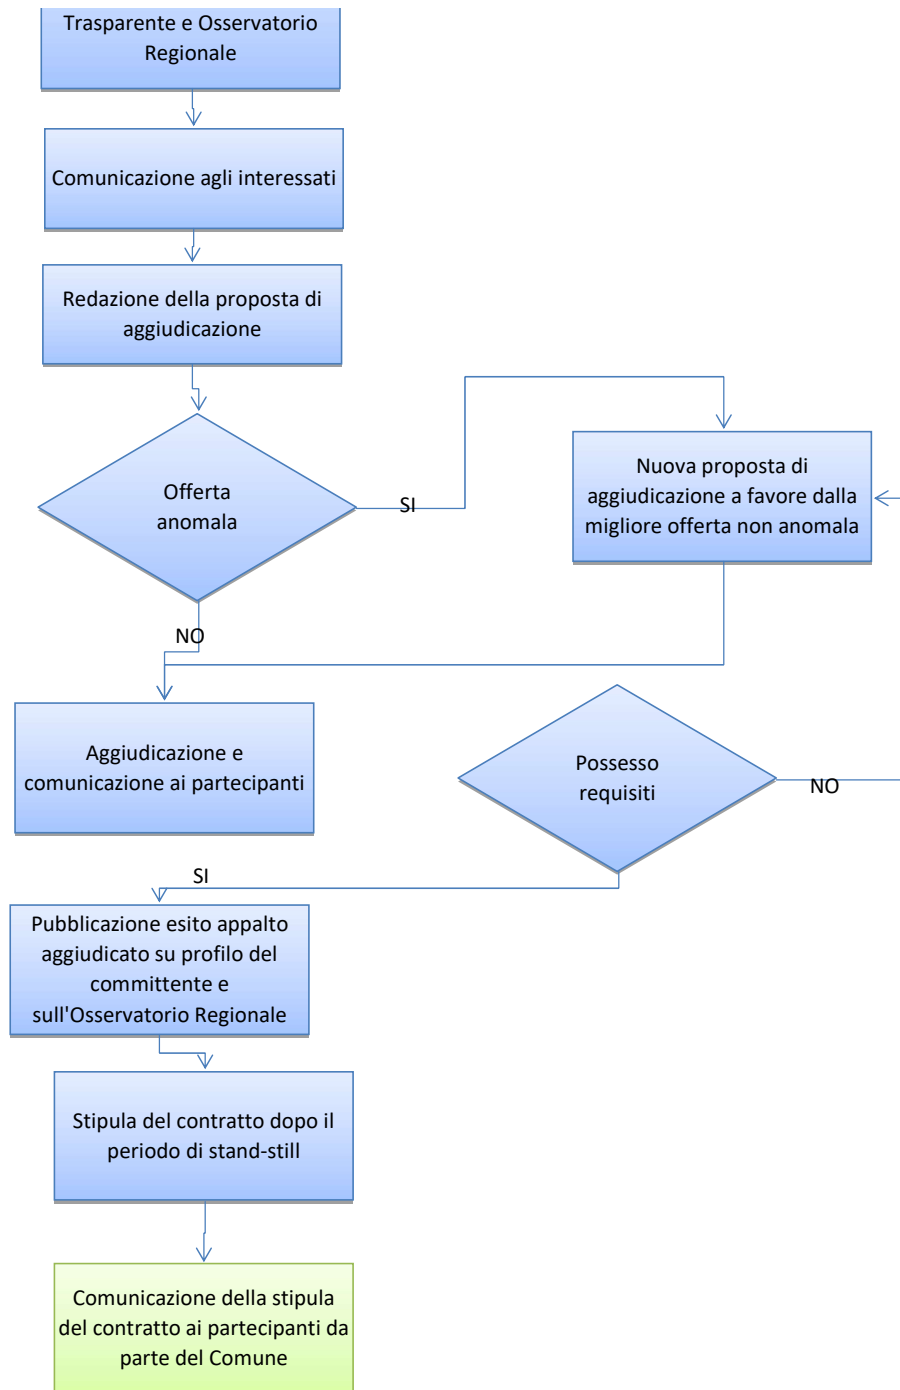 Trasparente e Osservatorio
Regionale
Comunicazione agli interessati
Redazione della proposta di
aggiudicazione
Offerta
anomala
SI
Nuova proposta di
aggiudicazione a favore dalla
migliore offerta non anomala
NO
Aggiudicazione e
comunicazione ai partecipanti
Possesso
requisiti
NO
SI
Pubblicazione esito appalto
aggiudicato su profilo del
committente e
sull'Osservatorio Regionale
Stipula del contratto dopo il
periodo di stand-still
Comunicazione della stipula
del contratto ai partecipanti da
parte del Comune